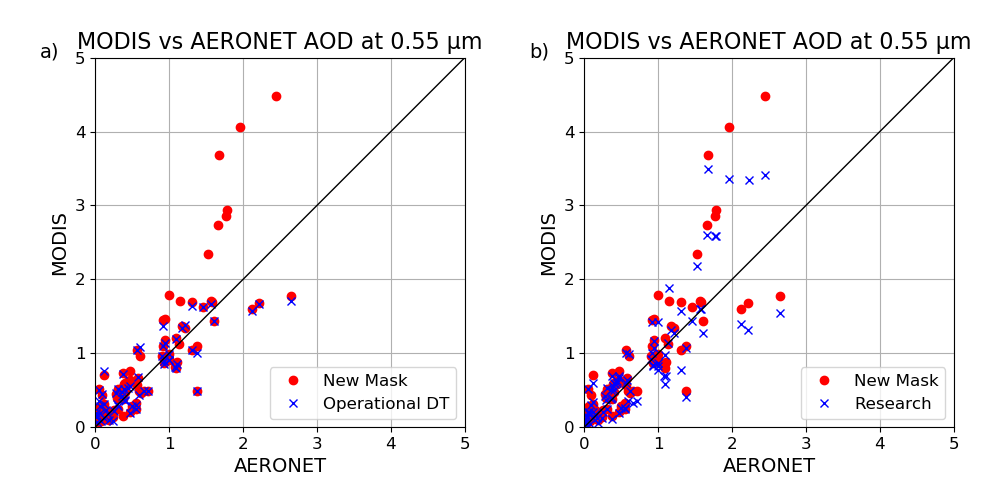 a) MODIS vs AERONET AOD at 0.55 μm
5
4
3
2
1
0
MODIS
0 1 2 3 4 5
AERONET
New Mask
Operational DT
b) MODIS vs AERONET AOD at 0.55 μm
5
4
3
2
1
0
MODIS
0 1 2 3 4 5
AERONET
New Mask
Research